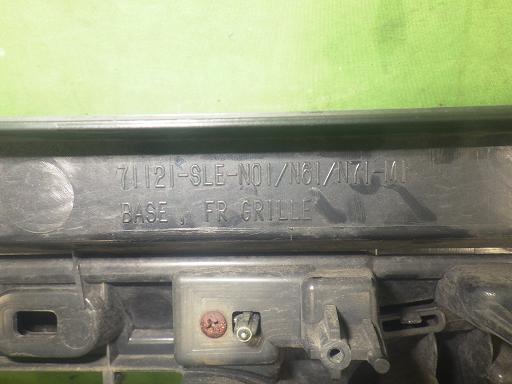 71121-SLE-N01/N61/N71-M1
BASE, FR GRILLE